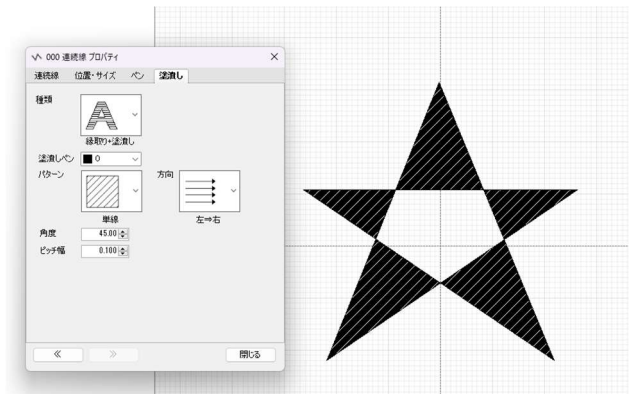 000 連続線 プロパティ
連続線 位置・サイズ ペン 塗潰し
種類
A
縁取り+塗潰し
塗潰しペン 0
パターン 方向
単線 左⇒右
角度 45.00
ピッチ幅 0.100
≪ ≫ 閉じる